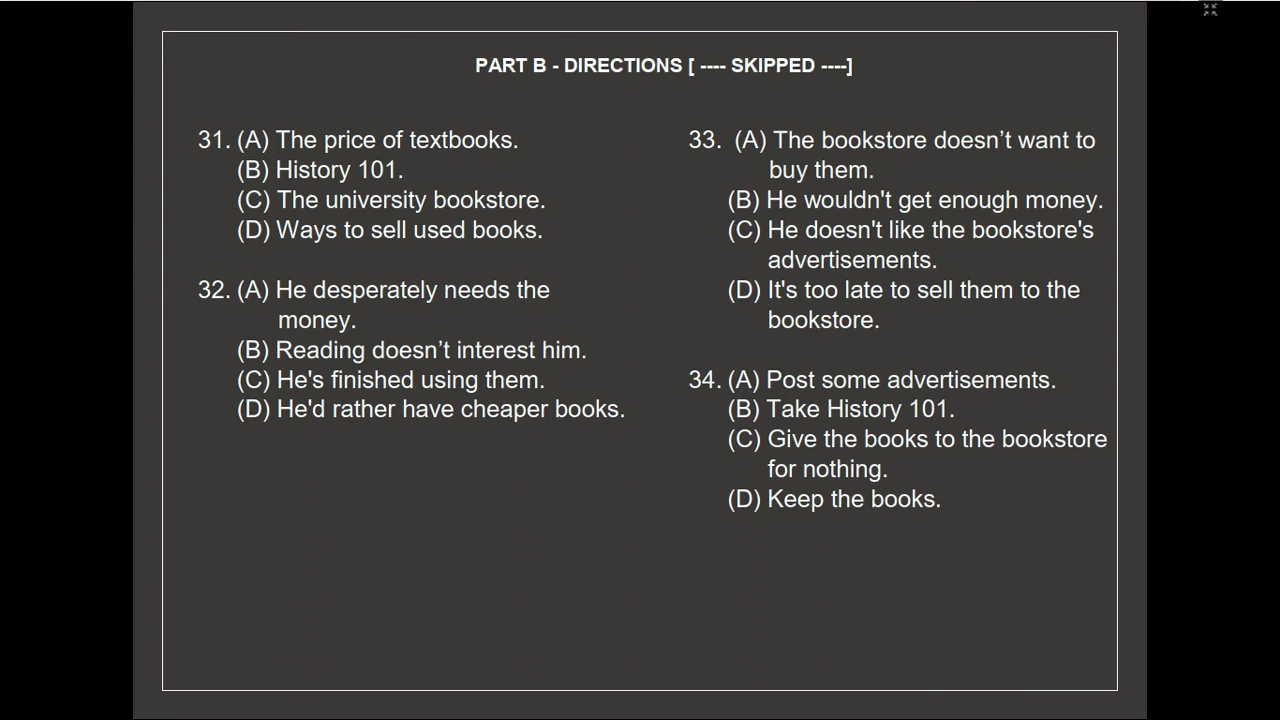 PART B - DIRECTIONS [ ---- SKIPPED ----]
31. (A) The price of textbooks.
(B) History 101.
(C) The university bookstore.
(D) Ways to sell used books.
32. (A) He desperately needs the
money.
(B) Reading doesn’t interest him.
(C) He's finished using them.
(D) He'd rather have cheaper books.
33. (A) The bookstore doesn’t want to
buy them.
(B) He wouldn't get enough money.
(C) He doesn't like the bookstore's
advertisements.
(D) It's too late to sell them to the
bookstore.
34. (A) Post some advertisements.
(B) Take History 101.
(C) Give the books to the bookstore
for nothing.
(D) Keep the books.